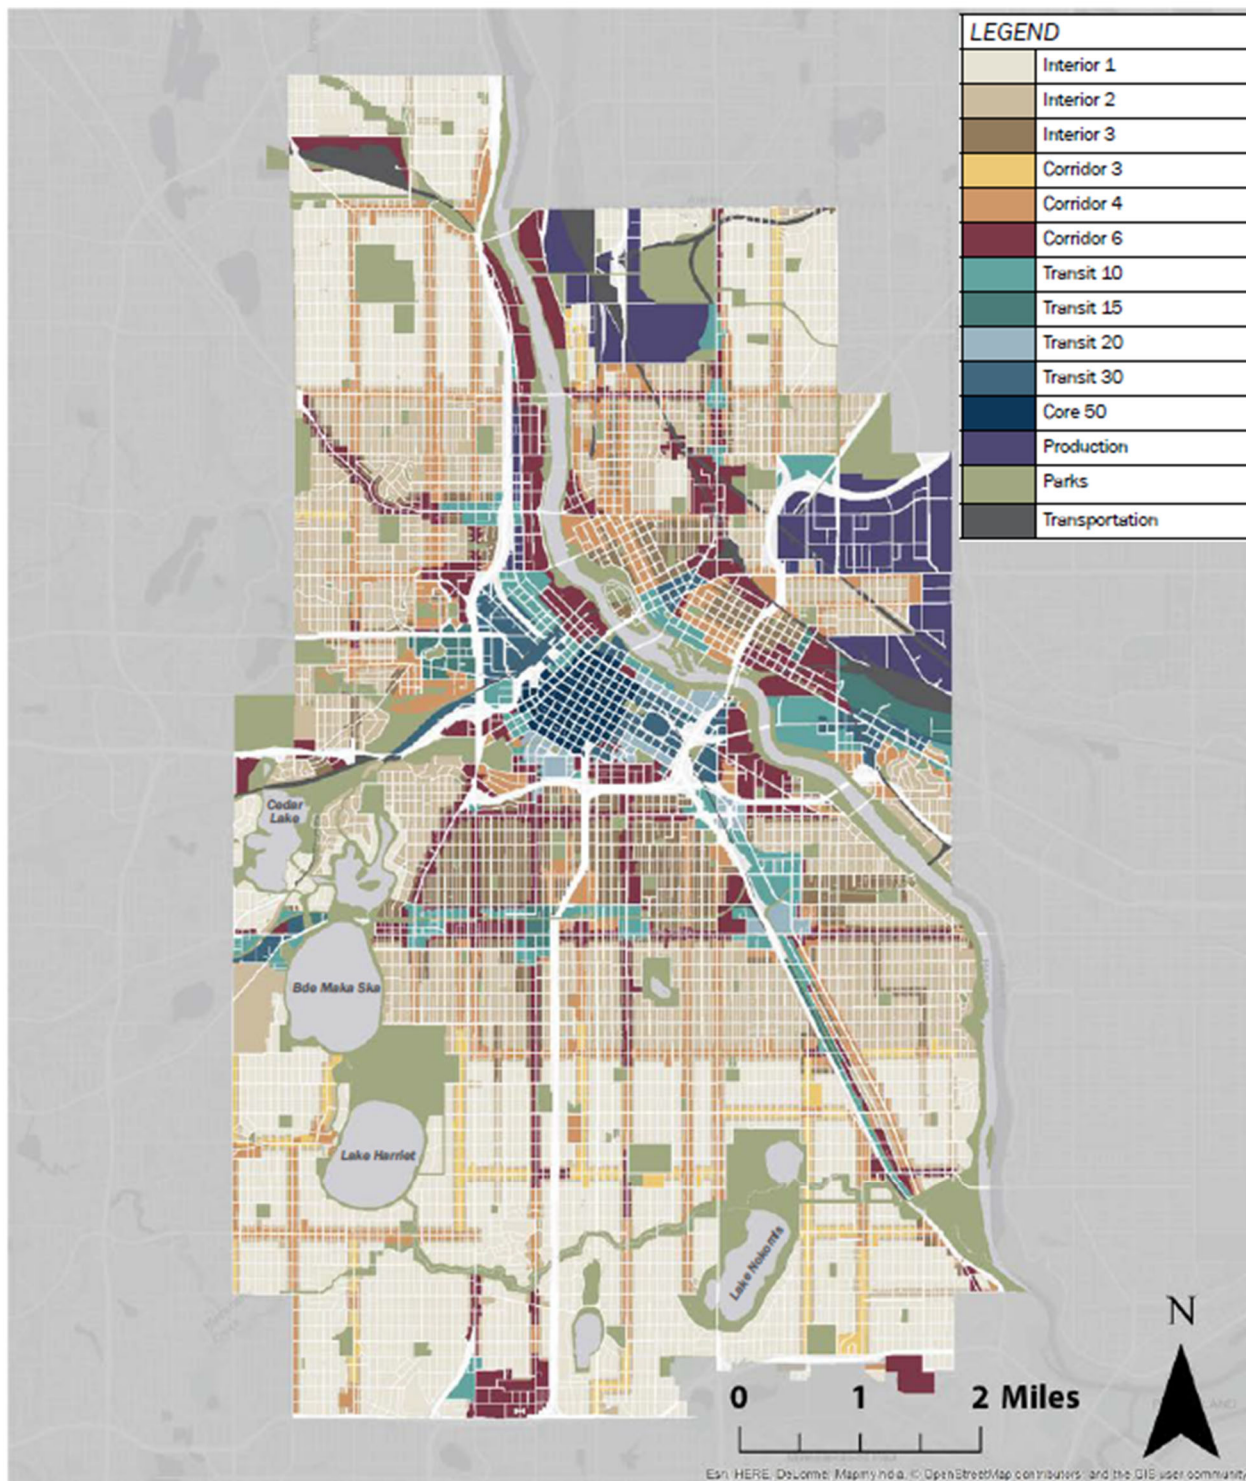 LEGEND
Interior 1
Interior 2
Interior 3
Corridor 3
Corridor 4
Corridor 6
Transit 10
Transit 15
Transit 20
Transit 30
Core 50
Production
Parks
Transportation
Cedar
Lake
Bde Maka Ska
Lake Harriet
Lake Nokomis
N
0 1 2 Miles
Esri, HERE, DeLorme, MapmyIndia, © OpenStreetMap contributors, and the GIS user community